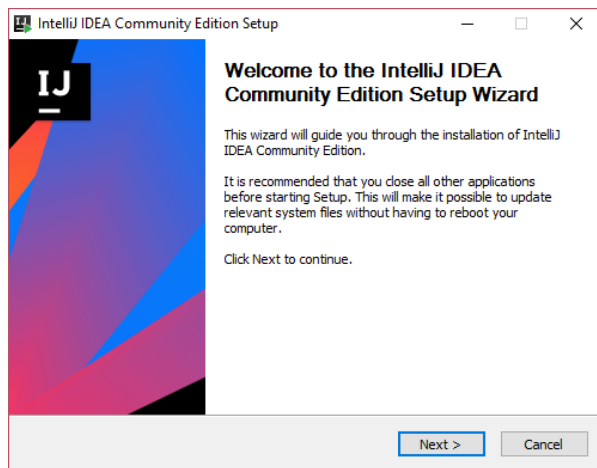 IntelliJ IDEA Community Edition Setup
IJ
Welcome to the IntelliJ IDEA
Community Edition Setup Wizard
This wizard will guide you through the installation of IntelliJ
IDEA Community Edition.
It is recommended that you close all other applications
before starting Setup. This will make it possible to update
relevant system files without having to reboot your
computer.
Click Next to continue.
Next >
Cancel